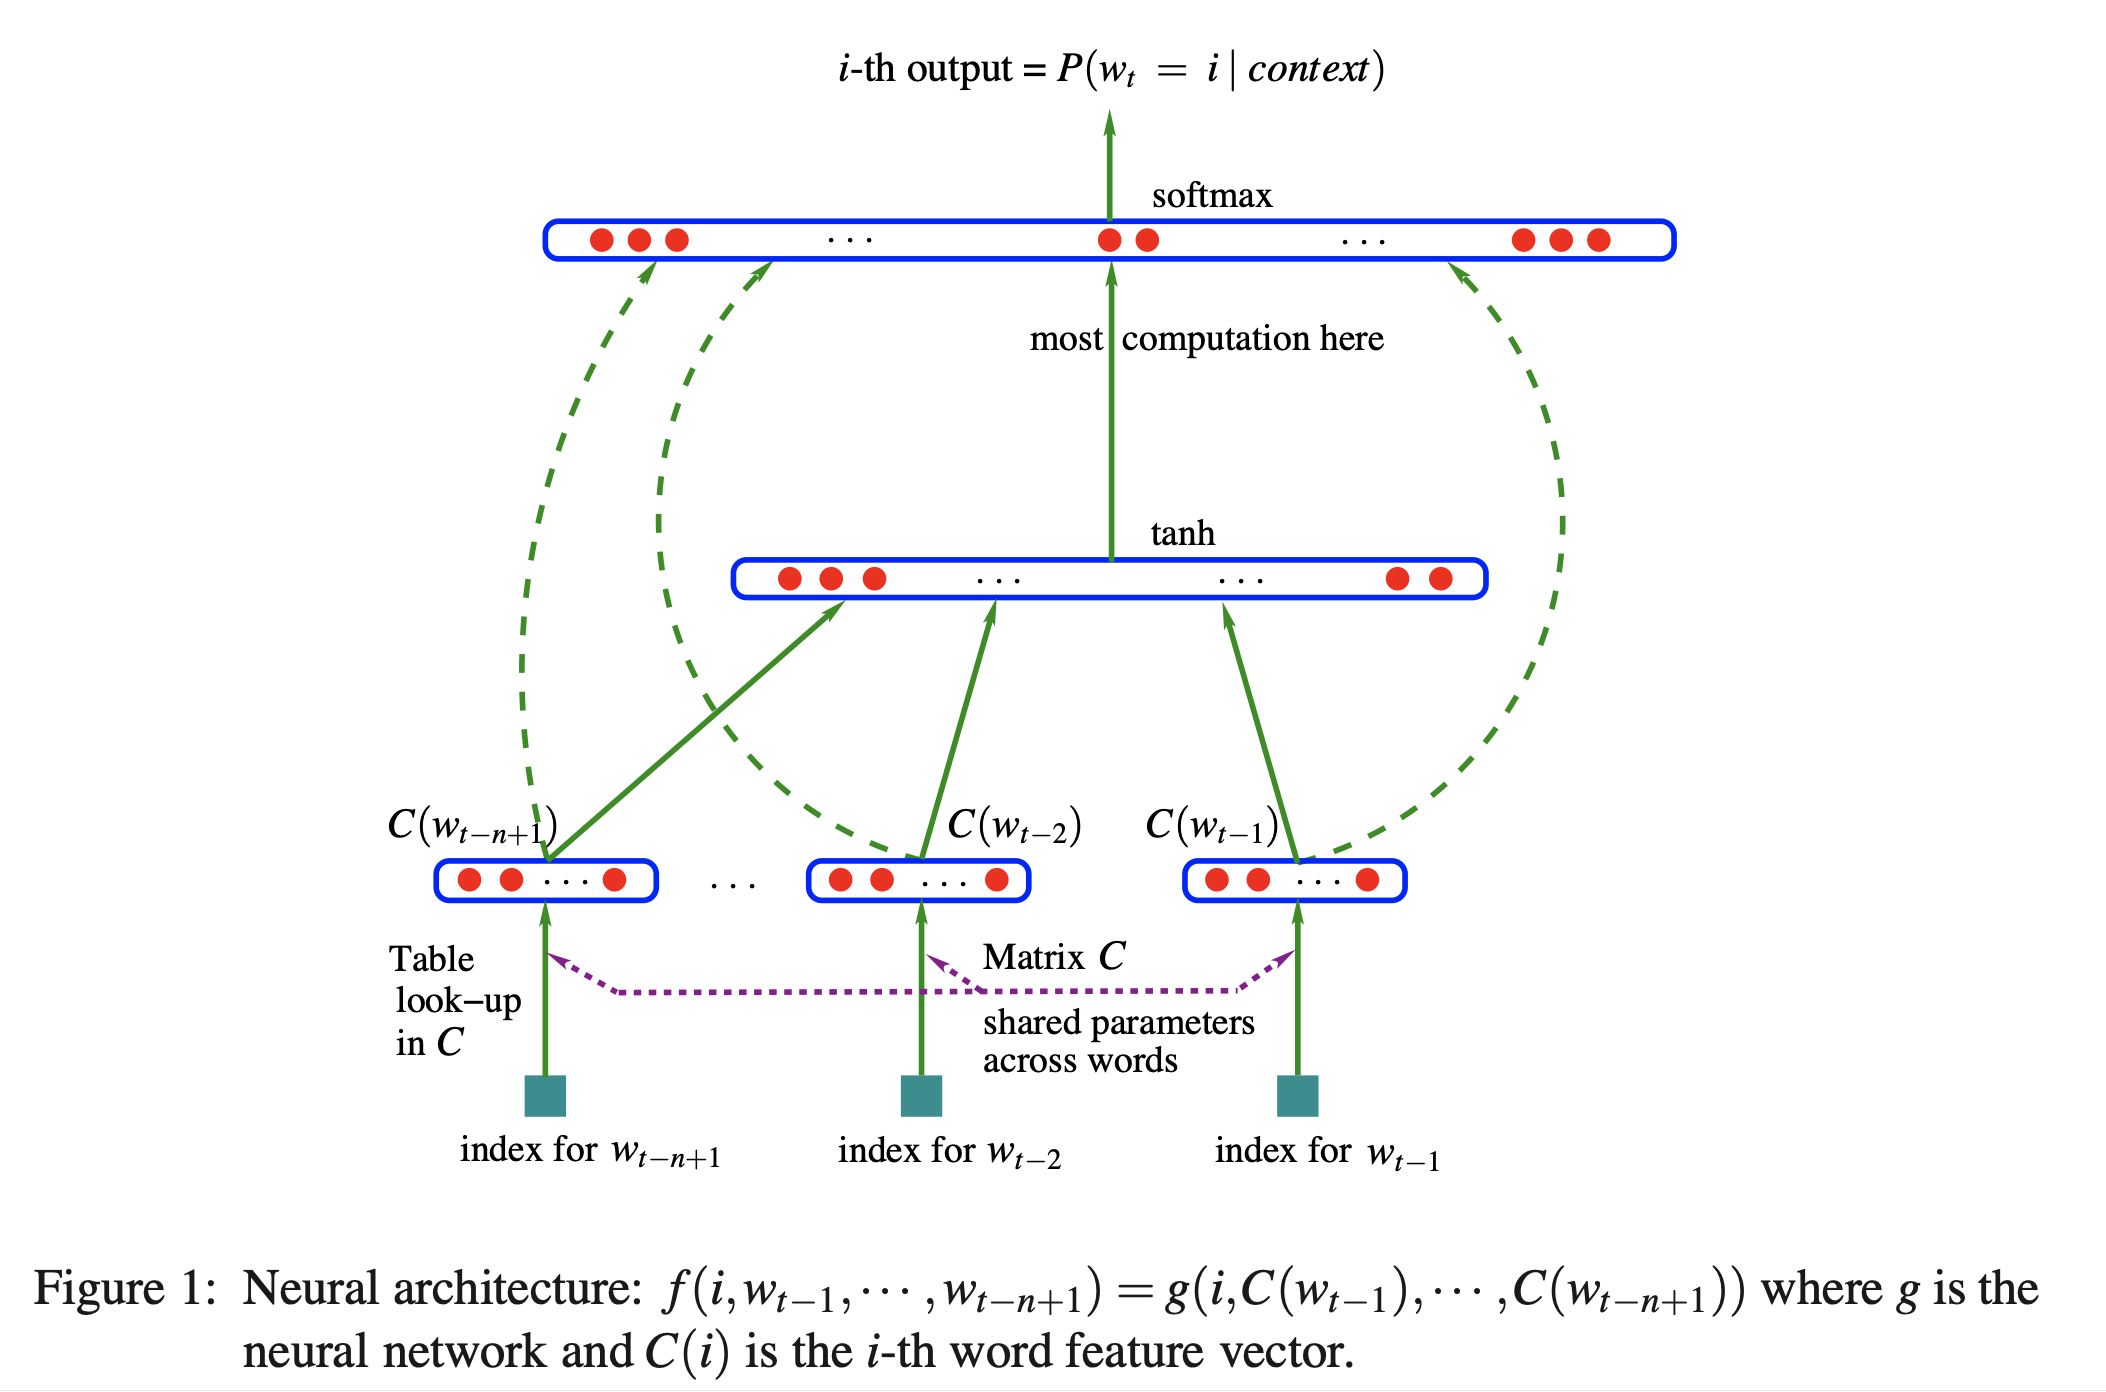 i-th output = P(w_t = i | context)
softmax
. . .
. . .
most computation here
tanh
. . .
. . .
C(w_{t−n+1})
C(w_{t−2})
C(w_{t−1})
. . .
. . .
. . .
. . .
Table
look−up
in C
Matrix C
shared parameters
across words
index for w_{t−n+1}
index for w_{t−2}
index for w_{t−1}
Figure 1: Neural architecture: f(i, w_{t−1}, ··· , w_{t−n+1}) = g(i, C(w_{t−1}), ··· , C(w_{t−n+1})) where g is the
neural network and C(i) is the i-th word feature vector.